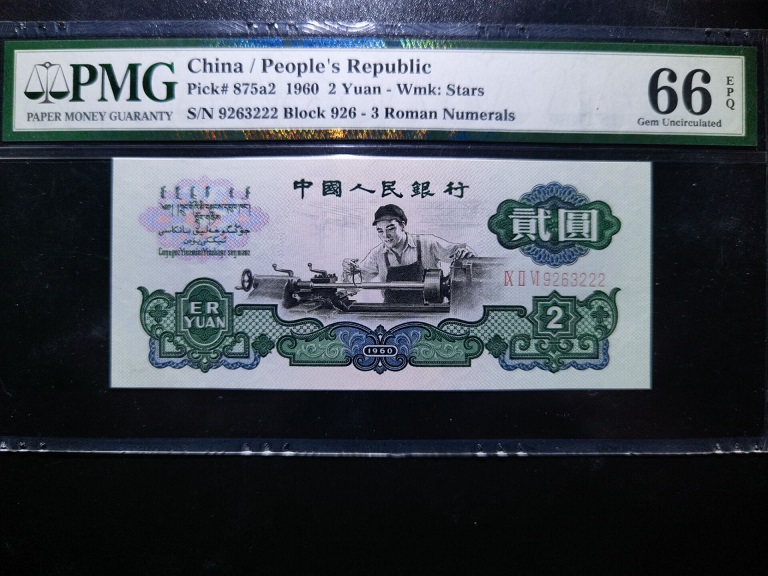 PMG
PAPER MONEY GUARANTY
China / People's Republic
Pick# 875a2 1960 2 Yuan - Wmk: Stars
S/N 9263222 Block 926 - 3 Roman Numerals
66 EPQ
Gem Uncirculated
中國人民銀行
貳圓
Ⅸ Ⅱ Ⅵ 9263222
ER
YUAN
2
1960